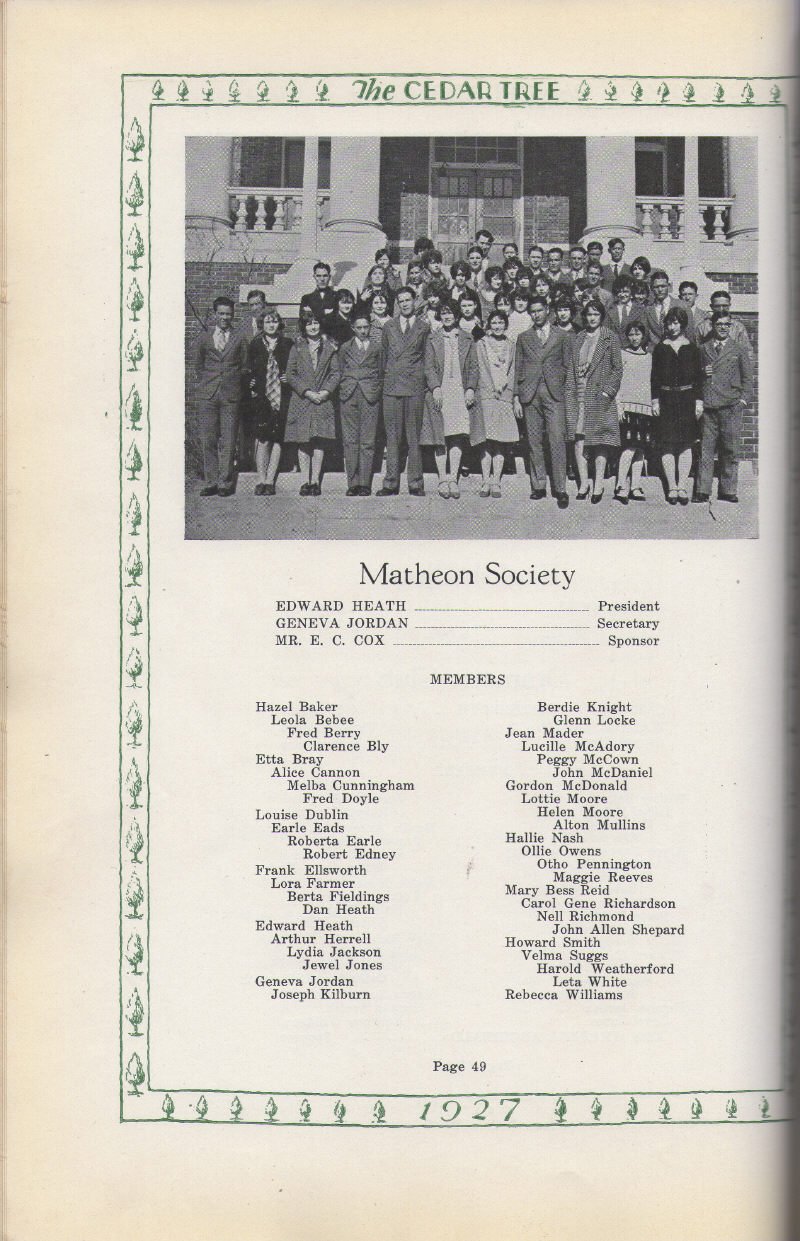 The CEDAR TREE
Matheon Society
EDWARD HEATH President
GENEVA JORDAN Secretary
MR. E. C. COX Sponsor
MEMBERS
Hazel Baker
Leola Bebee
Fred Berry
Clarence Bly
Etta Bray
Alice Cannon
Melba Cunningham
Fred Doyle
Louise Dublin
Earle Eads
Roberta Earle
Robert Edney
Frank Ellsworth
Lora Farmer
Berta Fieldings
Dan Heath
Edward Heath
Arthur Herrell
Lydia Jackson
Jewel Jones
Geneva Jordan
Joseph Kilburn
Berdie Knight
Glenn Locke
Jean Mader
Lucille McAdory
Peggy McCown
John McDaniel
Gordon McDonald
Lottie Moore
Helen Moore
Alton Mullins
Hallie Nash
Ollie Owens
Otho Pennington
Maggie Reeves
Mary Bess Reid
Carol Gene Richardson
Nell Richmond
John Allen Shepard
Howard Smith
Velma Suggs
Harold Weatherford
Leta White
Rebecca Williams
Page 49
1927